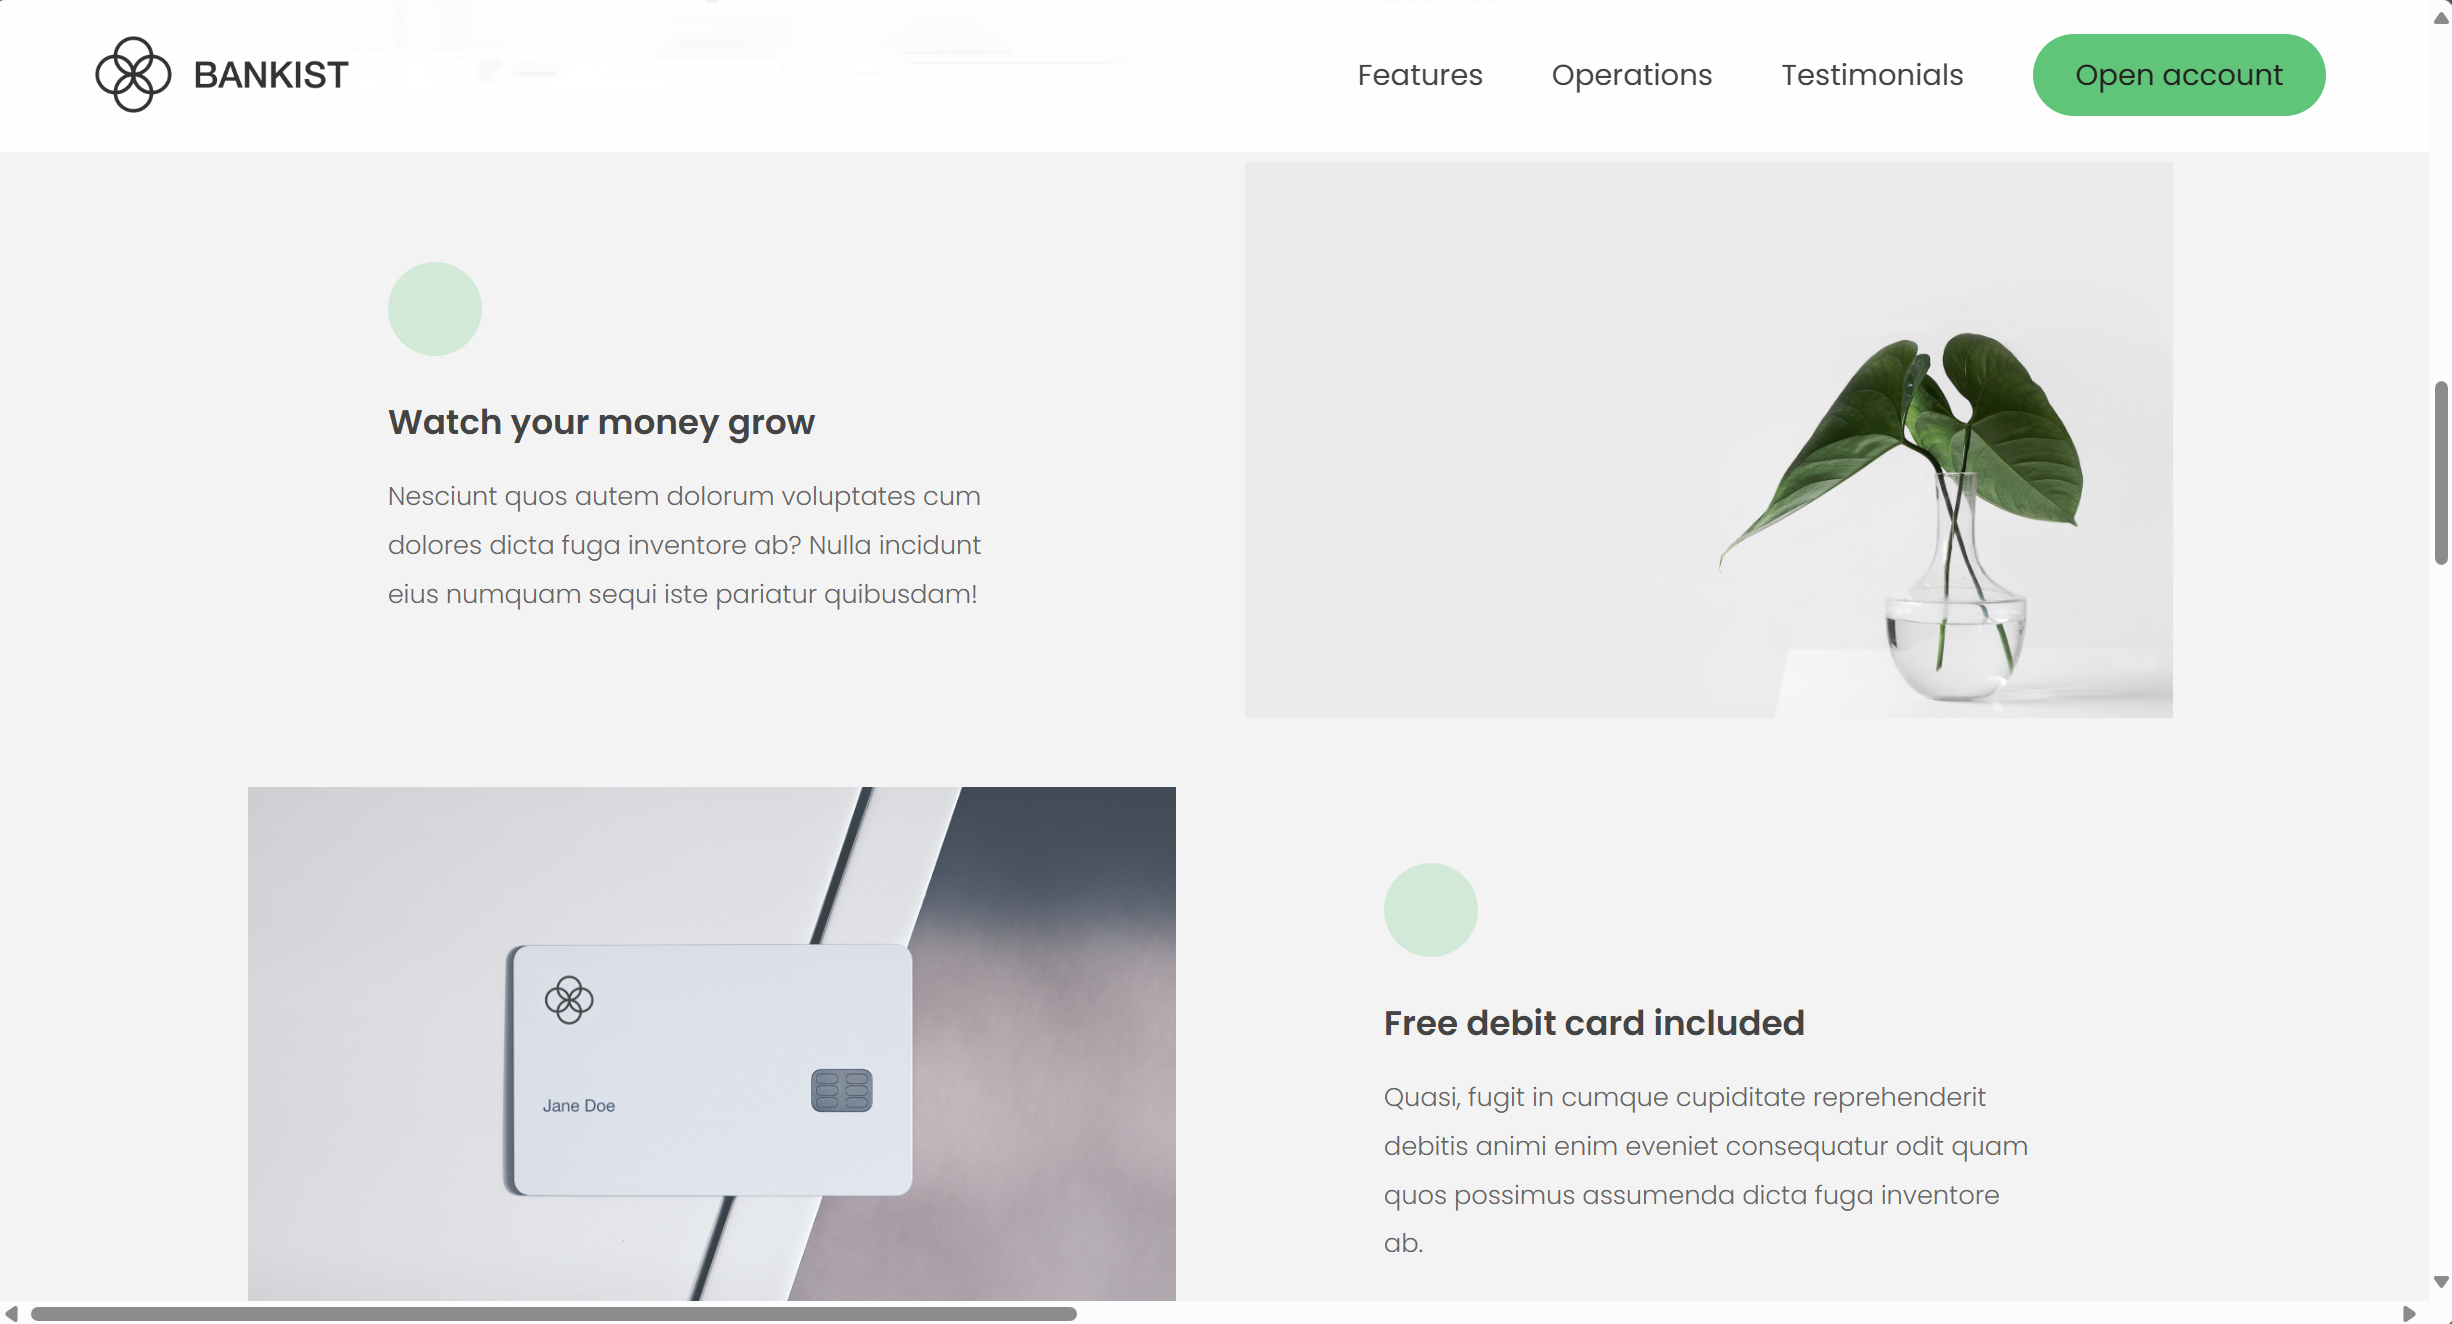 BANKIST
Features
Operations
Testimonials
Open account
Watch your money grow
Nesciunt quos autem dolorum voluptates cum
dolores dicta fuga inventore ab? Nulla incidunt
eius numquam sequi iste pariatur quibusdam!
Jane Doe
Free debit card included
Quasi, fugit in cumque cupiditate reprehenderit
debitis animi enim eveniet consequatur odit quam
quos possimus assumenda dicta fuga inventore
ab.